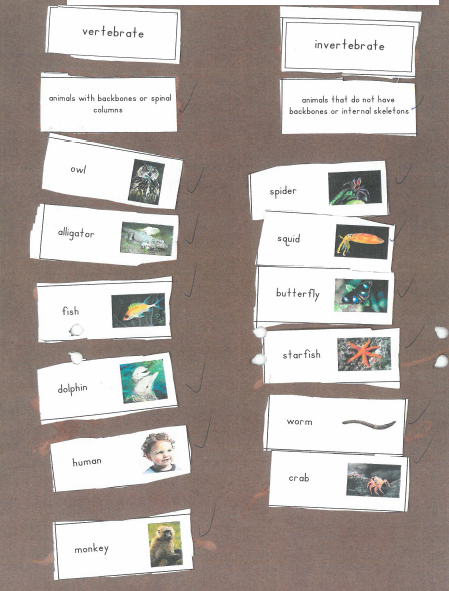 vertebrate
animals with backbones or spinal
columns
owl
alligator
fish
dolphin
human
monkey
invertebrate
animals that do not have
backbones or internal skeletons
spider
squid
butterfly
starfish
worm
crab